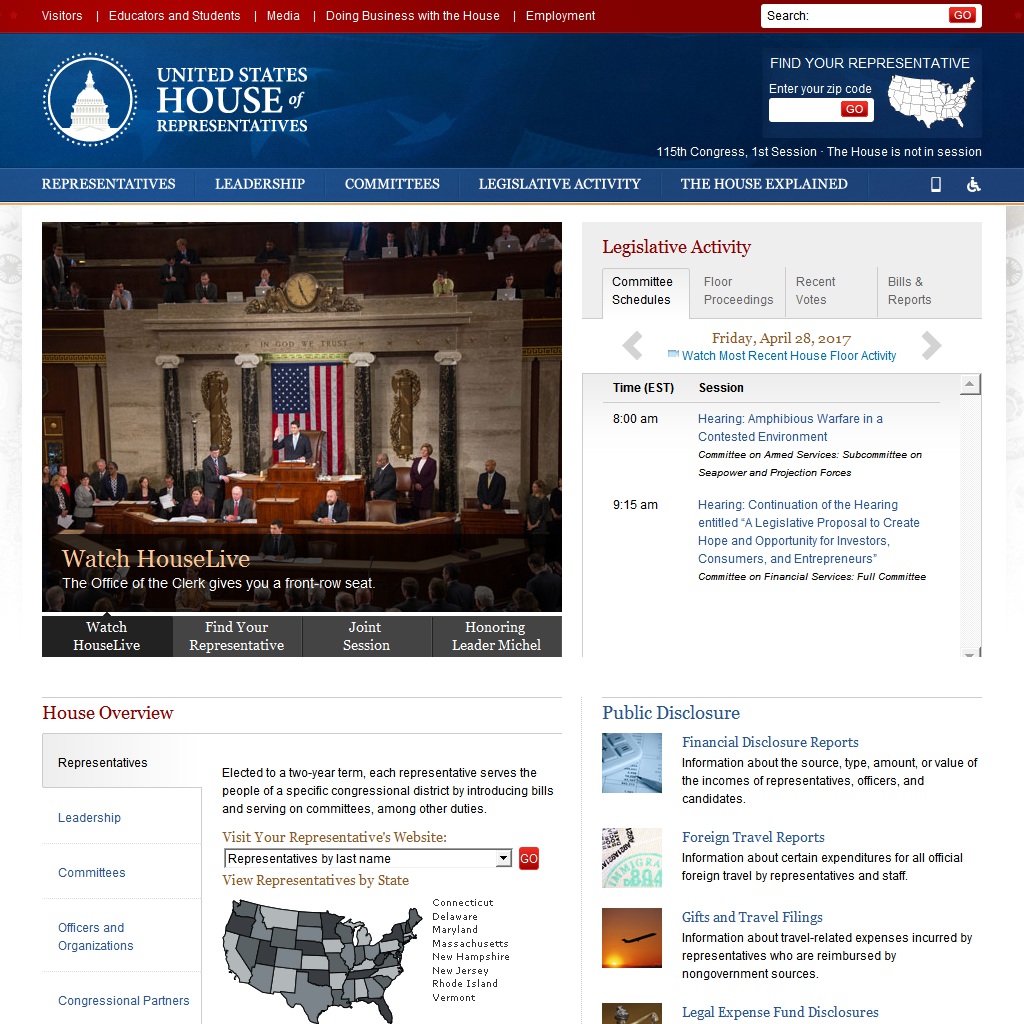 Visitors | Educators and Students | Media | Doing Business with the House | Employment
Search: GO
UNITED STATES
HOUSE of
REPRESENTATIVES
FIND YOUR REPRESENTATIVE
Enter your zip code
GO
115th Congress, 1st Session · The House is not in session
REPRESENTATIVES LEADERSHIP COMMITTEES LEGISLATIVE ACTIVITY THE HOUSE EXPLAINED
IN GOD WE TRUST
Watch HouseLive
The Office of the Clerk gives you a front-row seat.
Watch
HouseLive
Find Your
Representative
Joint
Session
Honoring
Leader Michel
Legislative Activity
Committee
Schedules
Floor
Proceedings
Recent
Votes
Bills &
Reports
Friday, April 28, 2017
Watch Most Recent House Floor Activity
Time (EST) Session
8:00 am Hearing: Amphibious Warfare in a
Contested Environment
Committee on Armed Services: Subcommittee on
Seapower and Projection Forces
9:15 am Hearing: Continuation of the Hearing
entitled “A Legislative Proposal to Create
Hope and Opportunity for Investors,
Consumers, and Entrepreneurs”
Committee on Financial Services: Full Committee
House Overview
Representatives
Leadership
Committees
Officers and
Organizations
Congressional Partners
Elected to a two-year term, each representative serves the
people of a specific congressional district by introducing bills
and serving on committees, among other duties.
Visit Your Representative's Website:
Representatives by last name GO
View Representatives by State
Connecticut
Delaware
Maryland
Massachusetts
New Hampshire
New Jersey
Rhode Island
Vermont
Public Disclosure
Financial Disclosure Reports
Information about the source, type, amount, or value of
the incomes of representatives, officers, and
candidates.
Foreign Travel Reports
Information about certain expenditures for all official
foreign travel by representatives and staff.
Gifts and Travel Filings
Information about travel-related expenses incurred by
representatives who are reimbursed by
nongovernment sources.
Legal Expense Fund Disclosures